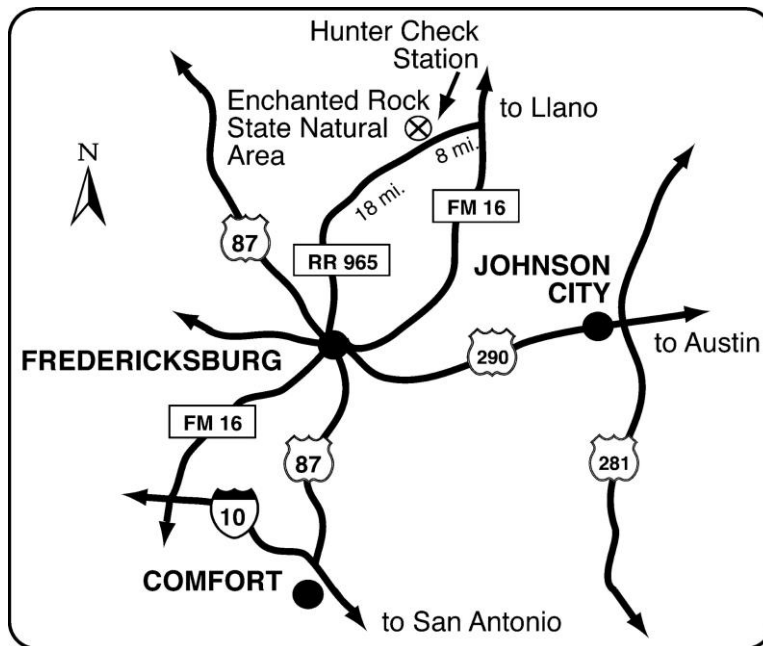 Hunter Check
Station
Enchanted Rock
State Natural
Area
to Llano
N
8 mi.
18 mi.
FM 16
87
RR 965
JOHNSON
CITY
FREDERICKSBURG
290
to Austin
FM 16
87
281
10
COMFORT
to San Antonio